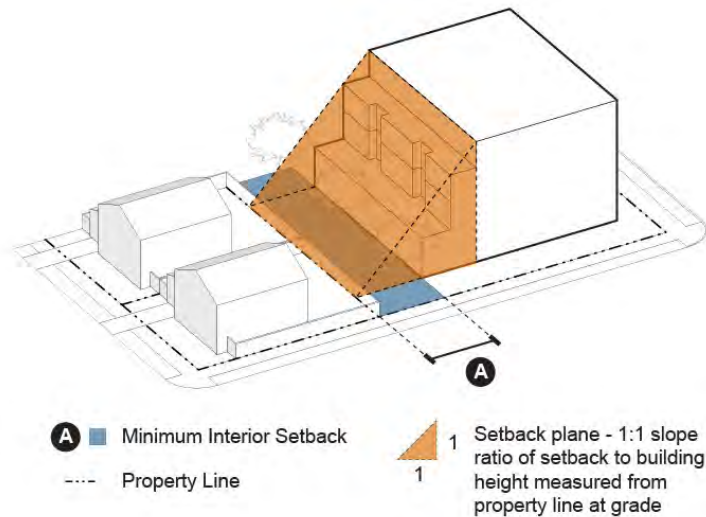 A
A Minimum Interior Setback
Property Line
1
1
Setback plane - 1:1 slope
ratio of setback to building
height measured from
property line at grade